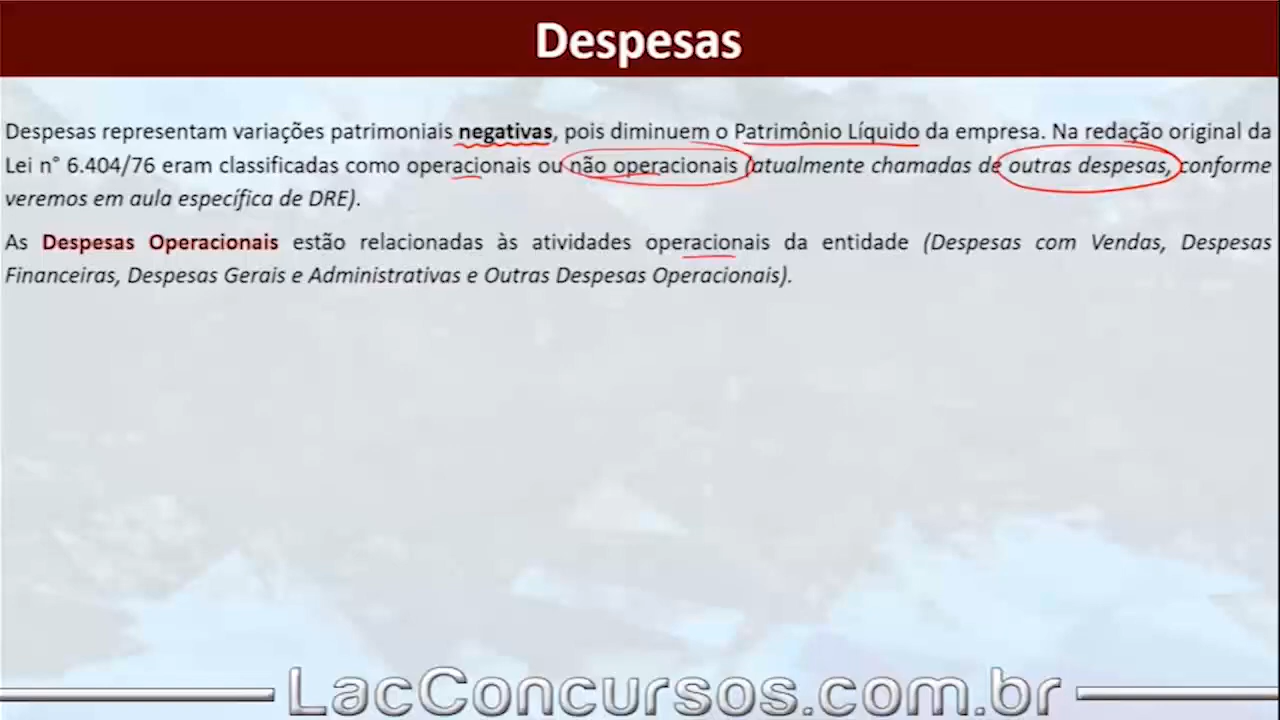 Despesas
Despesas representam variações patrimoniais negativas, pois diminuem o Patrimônio Líquido da empresa. Na redação original da
Lei n° 6.404/76 eram classificadas como operacionais ou não operacionais (atualmente chamadas de outras despesas, conforme
veremos em aula específica de DRE).
As Despesas Operacionais estão relacionadas às atividades operacionais da entidade (Despesas com Vendas, Despesas
Financeiras, Despesas Gerais e Administrativas e Outras Despesas Operacionais).
LacConcursos.com.br